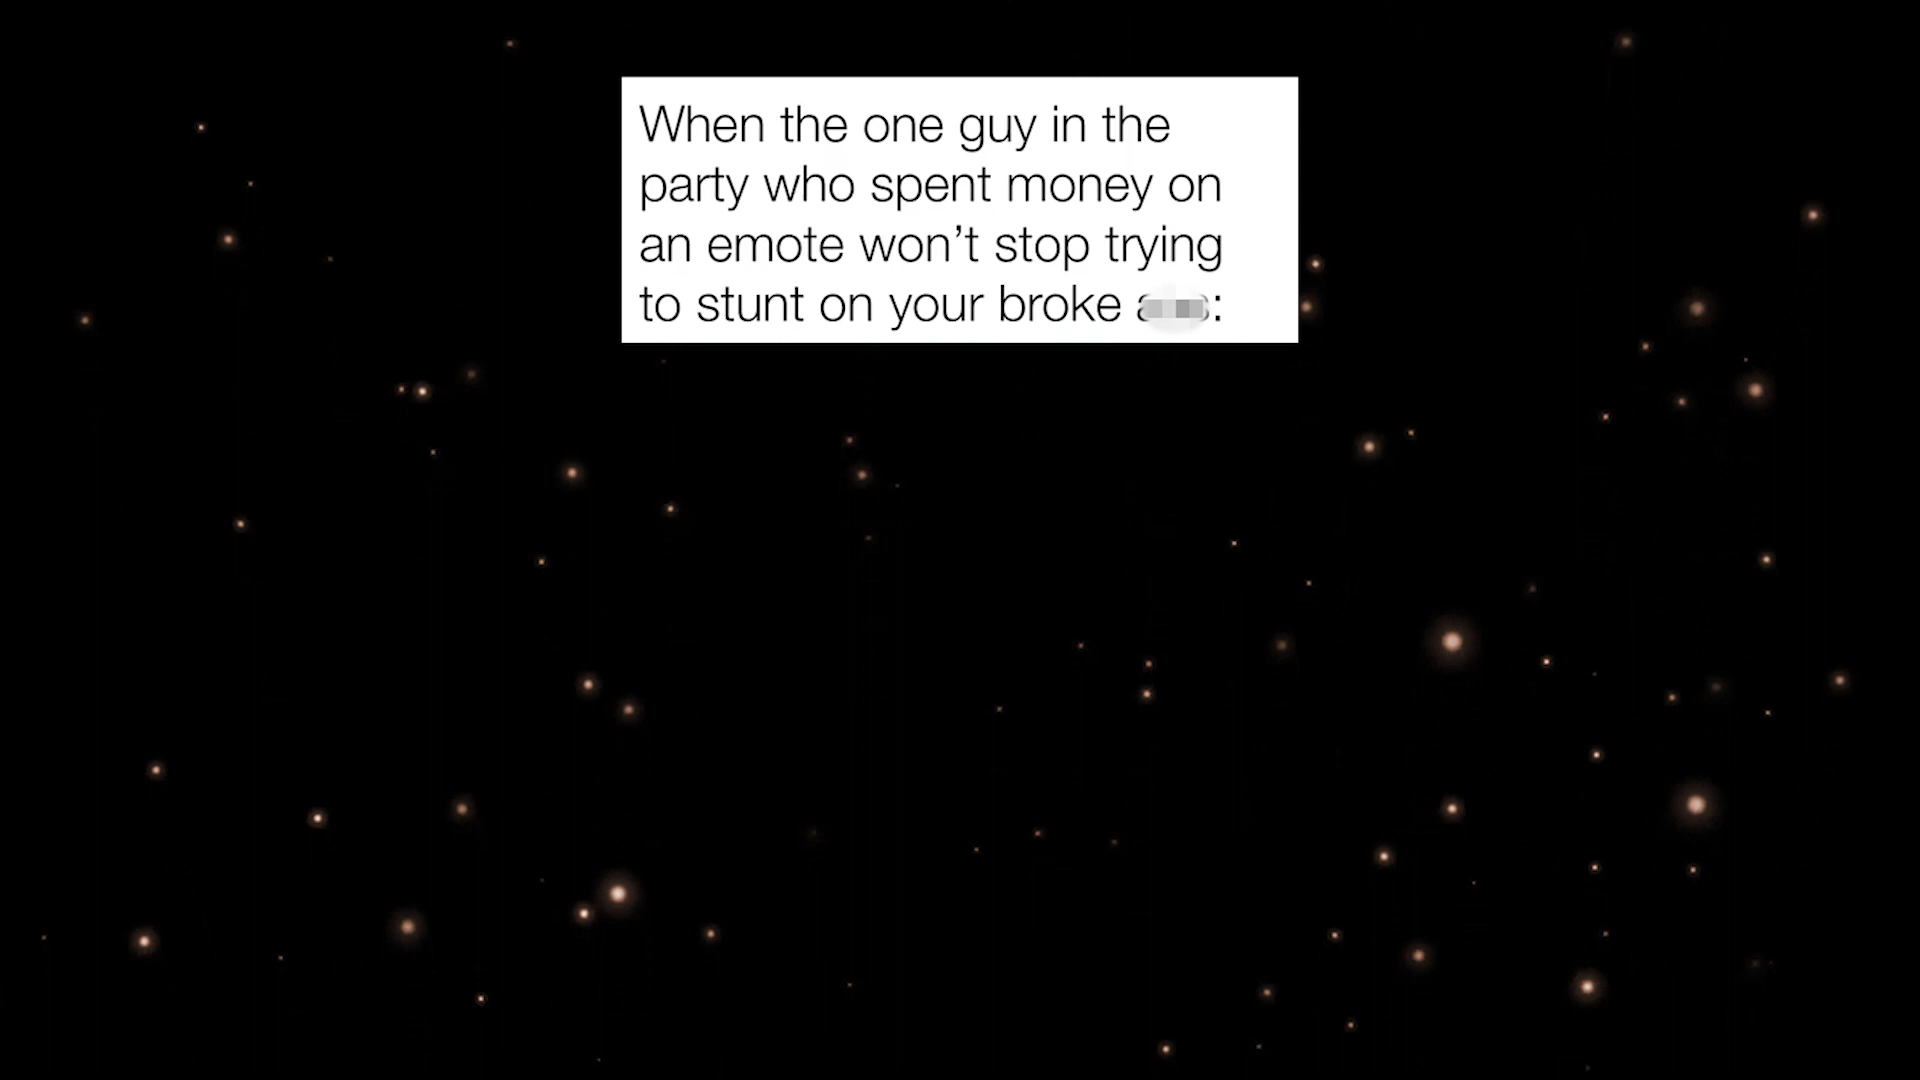 When the one guy in the
party who spent money on
an emote won’t stop trying
to stunt on your broke :